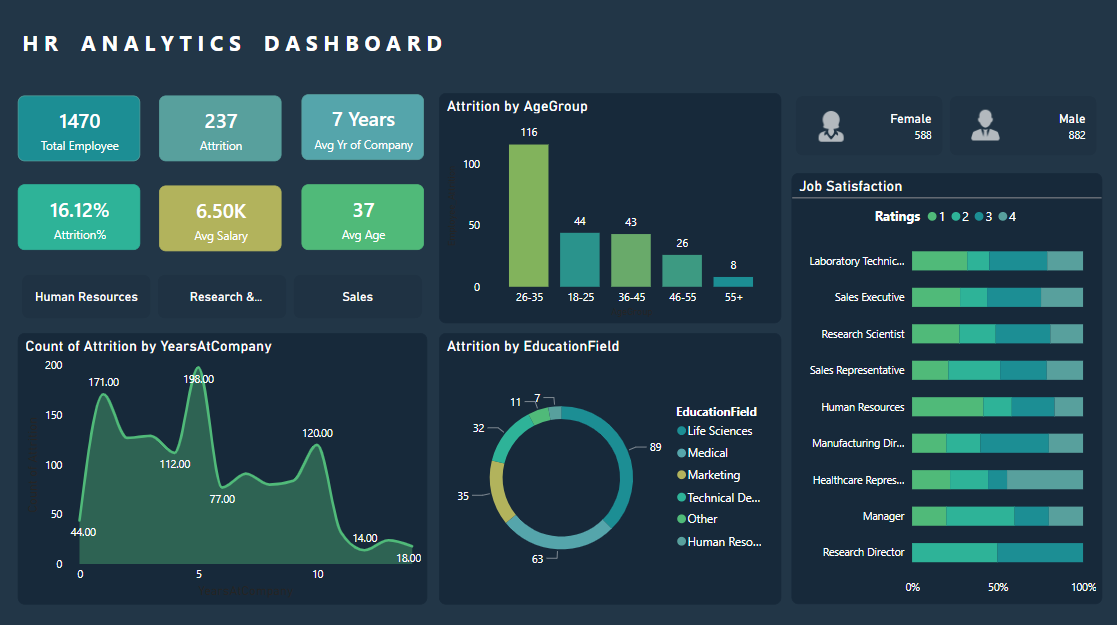 HR ANALYTICS DASHBOARD
1470
Total Employee
237
Attrition
7 Years
Avg Yr of Company
16.12%
Attrition%
6.50K
Avg Salary
37
Avg Age
Human Resources
Research &...
Sales
Attrition by AgeGroup
116
44
43
26
8
100
50
0
26-35
18-25
36-45
46-55
55+
Female
588
Male
882
Count of Attrition by YearsAtCompany
200
150
100
50
0
44.00
171.00
112.00
198.00
77.00
120.00
14.00
18.00
0
5
10
Attrition by EducationField
89
63
35
32
11
7
EducationField
Life Sciences
Medical
Marketing
Technical De...
Other
Human Reso...
Job Satisfaction
Ratings 1 2 3 4
Laboratory Technic...
Sales Executive
Research Scientist
Sales Representative
Human Resources
Manufacturing Dir...
Healthcare Repres...
Manager
Research Director
0%
50%
100%